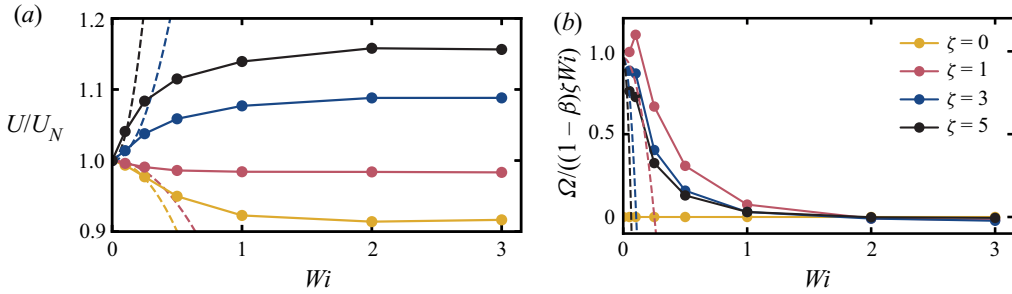 (a)
1.2
1.1
U/U_N
1.0
0.9
0 1 2 3
Wi
(b)
1.0
0.5
0
Ω/((1 − β)ζWi)
ζ = 0
ζ = 1
ζ = 3
ζ = 5
0 1 2 3
Wi